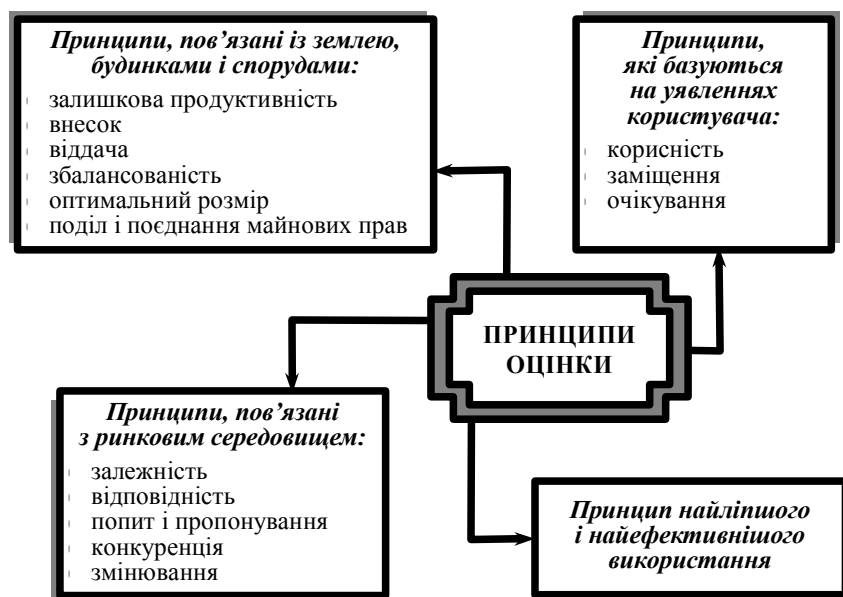 Принципи, пов’язані із землею,
будинками і спорудами:
залишкова продуктивність
внесок
віддача
збалансованість
оптимальний розмір
поділ і поєднання майнових прав
Принципи,
які базуються
на уявленнях
користувача:
корисність
заміщення
очікування
ПРИНЦИПИ
ОЦІНКИ
Принципи, пов’язані
з ринковим середовищем:
залежність
відповідність
попит і пропонування
конкуренція
змінювання
Принцип найліпшого
і найефективнішого
використання